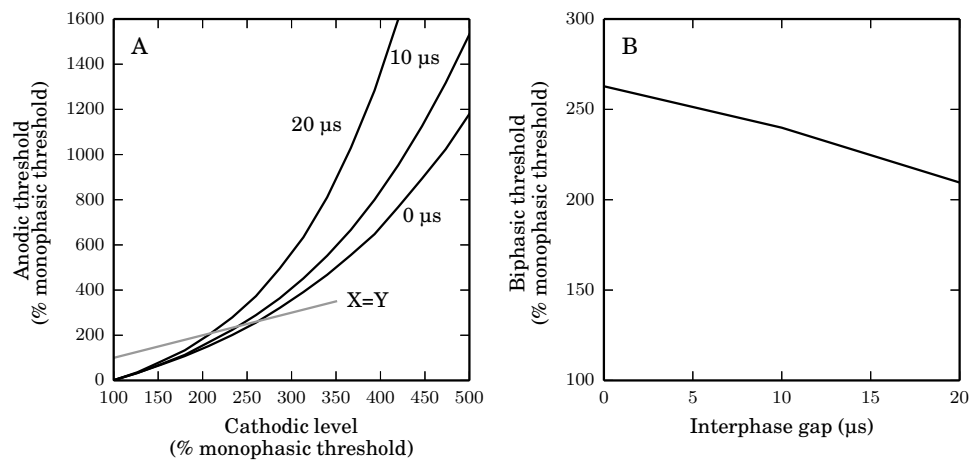 1600
1400
1200
1000
800
600
400
200
0
Anodic threshold
(% monophasic threshold)
A
20 µs
10 µs
0 µs
X=Y
100
150
200
250
300
350
400
450
500
Cathodic level
(% monophasic threshold)
300
250
200
150
100
Biphasic threshold
(% monophasic threshold)
B
0
5
10
15
20
Interphase gap (µs)